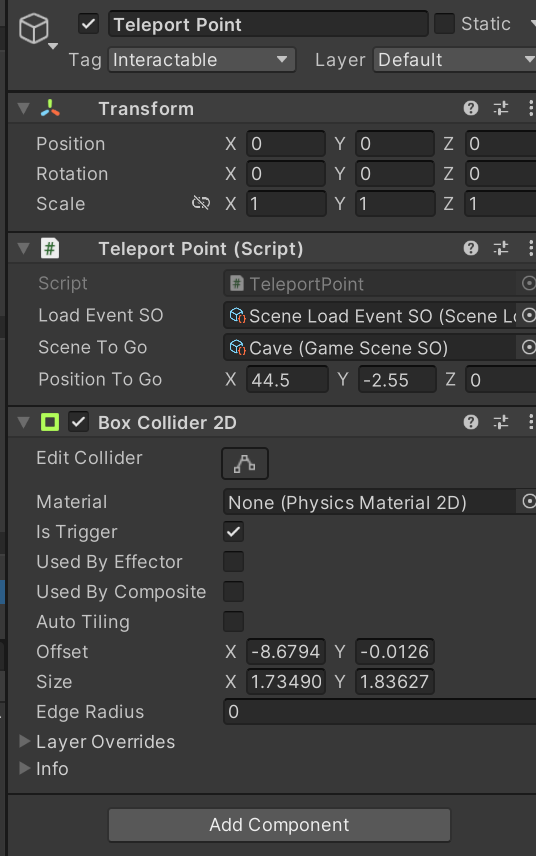 Teleport Point Static
Tag Interactable Layer Default
Transform
Position X 0 Y 0 Z 0
Rotation X 0 Y 0 Z 0
Scale X 1 Y 1 Z 1
# Teleport Point (Script)
Script # TeleportPoint
Load Event SO Scene Load Event SO (Scene L
Scene To Go Cave (Game Scene SO)
Position To Go X 44.5 Y -2.55 Z 0
Box Collider 2D
Edit Collider
Material None (Physics Material 2D)
Is Trigger
Used By Effector
Used By Composite
Auto Tiling
Offset X -8.6794 Y -0.0126
Size X 1.73490 Y 1.83627
Edge Radius 0
Layer Overrides
Info
Add Component